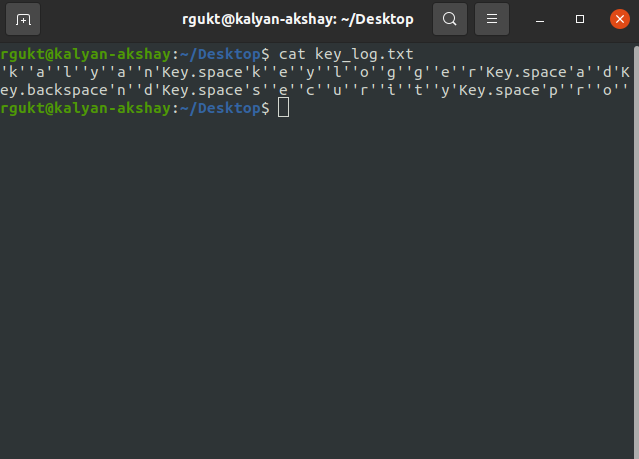 rgukt@kalyan-akshay: ~/Desktop
rgukt@kalyan-akshay:~/Desktop$ cat key_log.txt
'k''a''l''y''a''n'Key.space'k''e''y''l''o''g''g''e''r'Key.space'a''d'K
ey.backspace'n''d'Key.space's''e''c''u''r''i''t''y'Key.space'p''r''o''
rgukt@kalyan-akshay:~/Desktop$